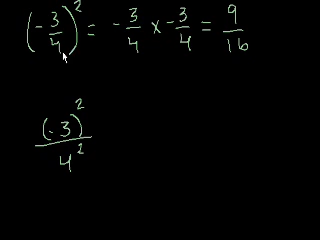 (-3/4)² = -3/4 x -3/4 = 9/16
(-3)²/4²